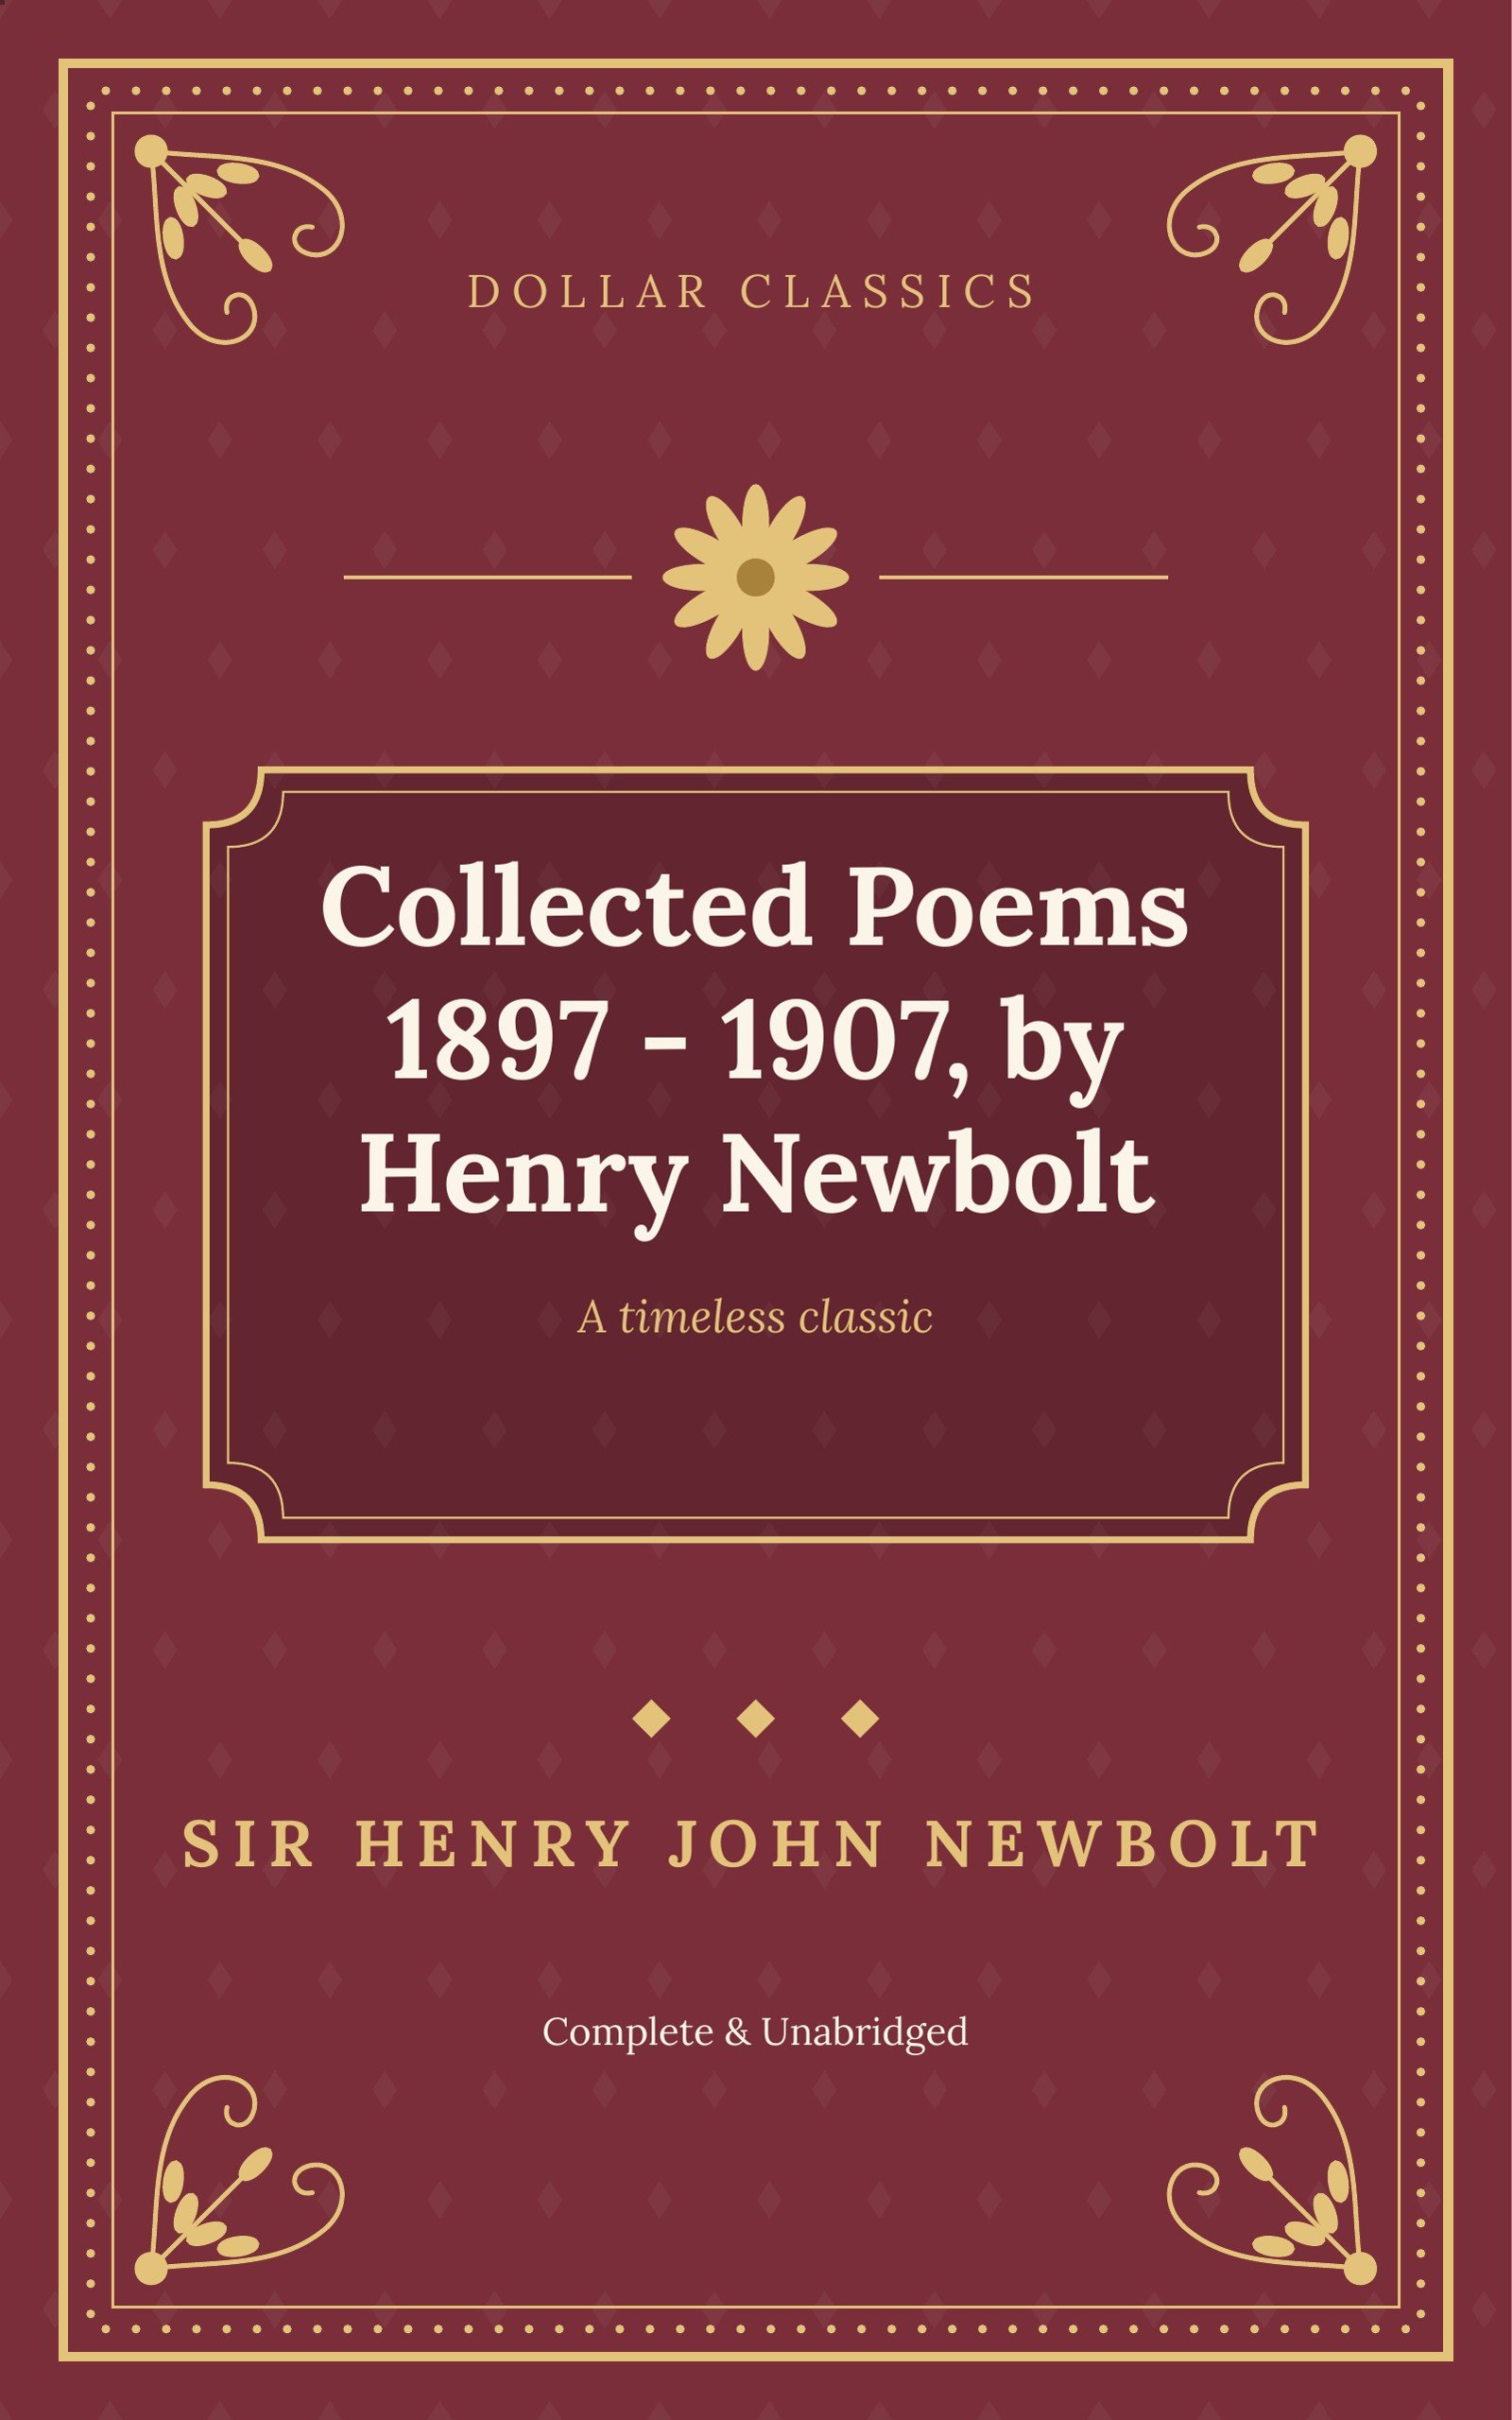 DOLLAR CLASSICS
Collected Poems
1897 - 1907, by
Henry Newbolt
A timeless classic
SIR HENRY JOHN NEWBOLT
Complete & Unabridged